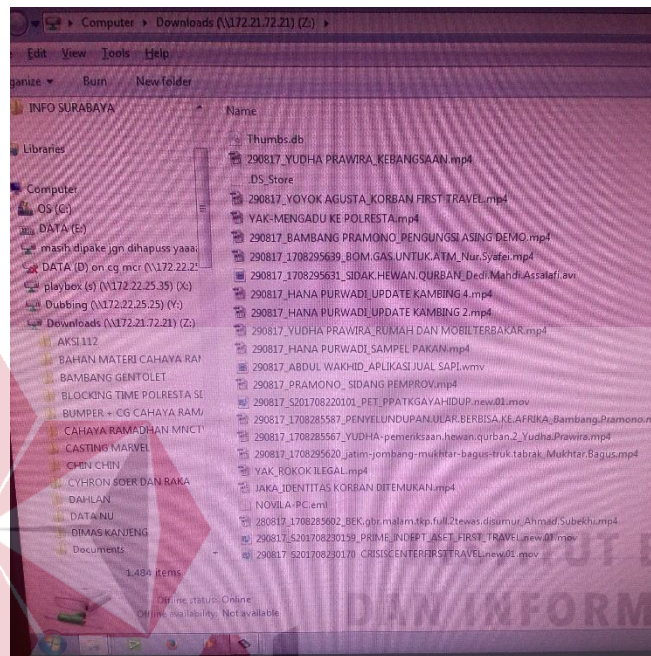 Computer ▸ Downloads (\\172.21.72.21) (Z:) ▸
Edit View Tools Help
Burn New folder
INFO SURABAYA
Libraries
Computer
OS (C:)
DATA (E:)
masih dipake jgn dihapuss yaaa
DATA (D) on cg mcr (\\172.22.2
playbox (s) (\\172.22.25.35) (X:)
Dubbing (\\172.22.25.25) (Y:)
Downloads (\\172.21.72.21) (Z:)
AKSI 112
BAHAN MATERI CAHAYA RAM
BAMBANG GENTOLET
BLOCKING TIME POLRESTA SI
BUMPER + CG CAHAYA RAMA
CAHAYA RAMADHAN MNCTV
CASTING MARVEL
CHIN CHIN
CYHRON SOER DAN RAKA
DAHLAN
DATA NU
DIMAS KANJENG
Documents
Name
Thumbs.db
290817_YUDHA PRAWIRA_KEBANGSAAN.mp4
.DS_Store
290817_YOYOK AGUSTA_KORBAN FIRST TRAVEL.mp4
YAK-MENGADU KE POLRESTA.mp4
290817_BAMBANG PRAMONO_PENGUNGSI ASING DEMO.mp4
290817_1708295639_BOM.GAS.UNTUK.ATM_Nur.Syafei.mp4
290817_1708295631_SIDAK.HEWAN.QURBAN_Dedi.Mahdi.Assalafi.avi
290817_HANA PURWADI_UPDATE KAMBING 4.mp4
290817_HANA PURWADI_UPDATE KAMBING 2.mp4
290817_YUDHA PRAWIRA_RUMAH DAN MOBILTERBAKAR.mp4
290817_HANA PURWADI_SAMPEL PAKAN.mp4
290817_ABDUL WAKHID_APLIKASI JUAL SAPI.wmv
290817_PRAMONO_ SIDANG PEMPROV.mp4
290817_S201708220101_PET_PPATKGAYAHIDUP.new.01.mov
290817_1708285587_PENYELUNDUPAN.ULAR.BERBISA.KE.AFRIKA_Bambang.Pramono.m
290817_1708285567_YUDHA-pemeriksaan.hewan.qurban.2_Yudha.Prawira.mp4
290817_1708295620_jatim-jombang-mukhtar-bagus-truk.tabrak_Mukhtar.Bagus.mp4
YAK_ROKOK ILEGAL.mp4
JAKA_IDENTITAS KORBAN DITEMUKAN.mp4
NOVILA-PC.eml
280817_1708285602_BEK.gbr.malam.tkp.full.2tewas.disumur_Ahmad.Subekhi.mp4
290817_S201708230159_PRIME_INDEPT_ASET_FIRST_TRAVEL.new.01.mov
290817_S201708230170_CRISISCENTERFIRSTTRAVEL.new.01.mov
1.484 items
Offline status: Online
Offline availability: Not available
DAN INFORM